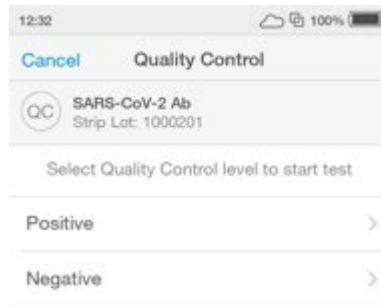 12:32 100%
Cancel Quality Control
QC SARS-CoV-2 Ab
Strip Lot: 1000201
Select Quality Control level to start test
Positive
Negative